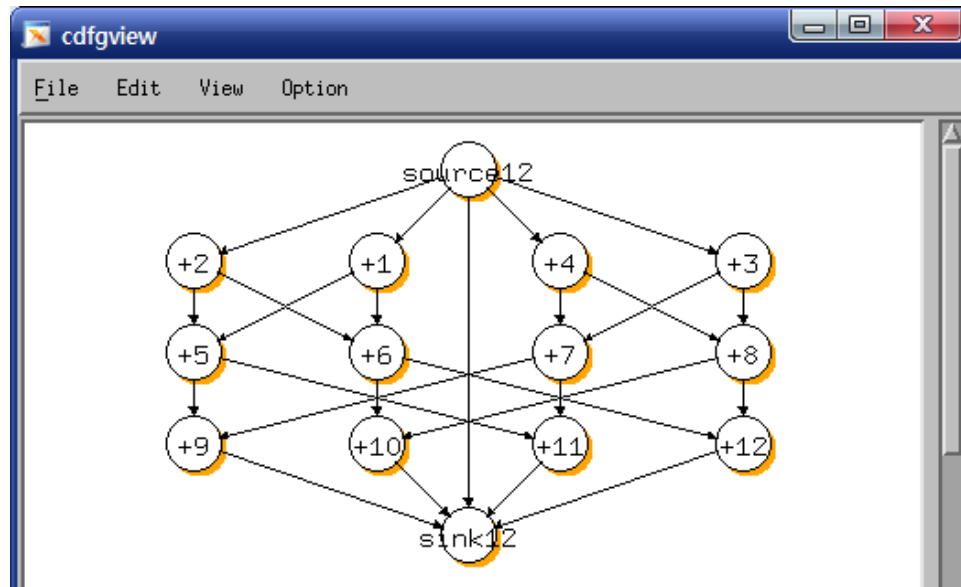 cdfgview
File Edit View Option
source12
+2 +1 +4 +3
+5 +6 +7 +8
+9 +10 +11 +12
sink12